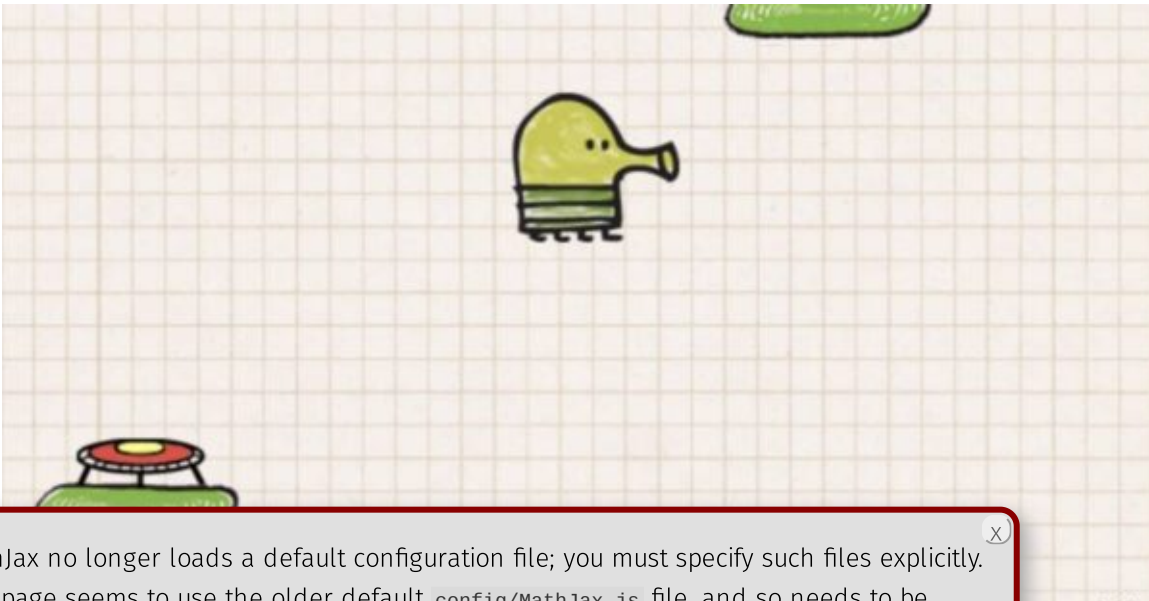 X
Jax no longer loads a default configuration file; you must specify such files explicitly.
page seems to use the older default config/MathJax.js file, and so needs to be